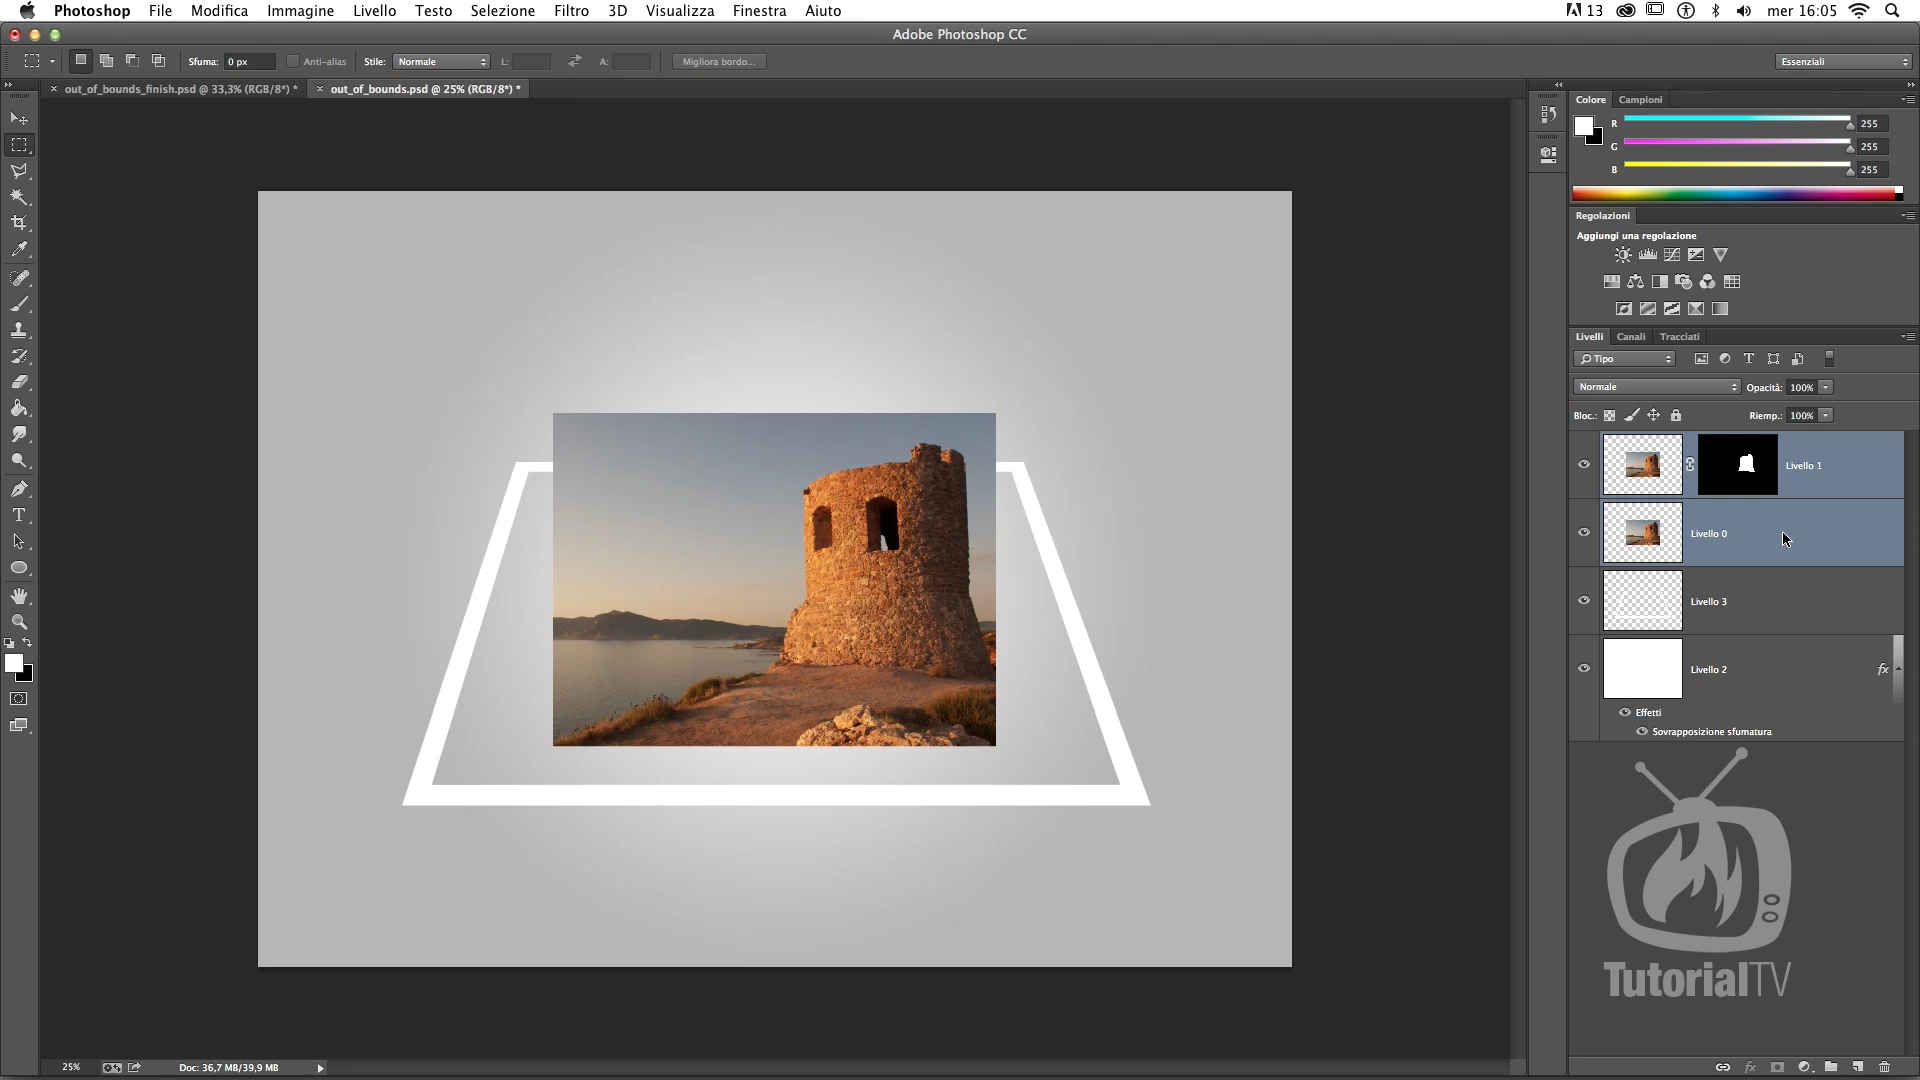 Photoshop File Modifica Immagine Livello Testo Selezione Filtro 3D Visualizza Finestra Aiuto 13 mer 16:05
Adobe Photoshop CC
Sfuma: 0 px Anti-alias Stile: Normale L: A: Migliora bordo... Essenziali
out_of_bounds_finish.psd @ 33,3% (RGB/8*) * out_of_bounds.psd @ 25% (RGB/8*) *
Colore Campioni
R 255
G 255
B 255
Regolazioni
Aggiungi una regolazione
Livelli Canali Tracciati
Tipo
Normale Opacità: 100%
Bloc.: Riemp.: 100%
Livello 1
Livello 0
Livello 3
Livello 2 fx
Effetti
Sovrapposizione sfumatura
TutorialTV
25% Doc: 36,7 MB/39,9 MB fx